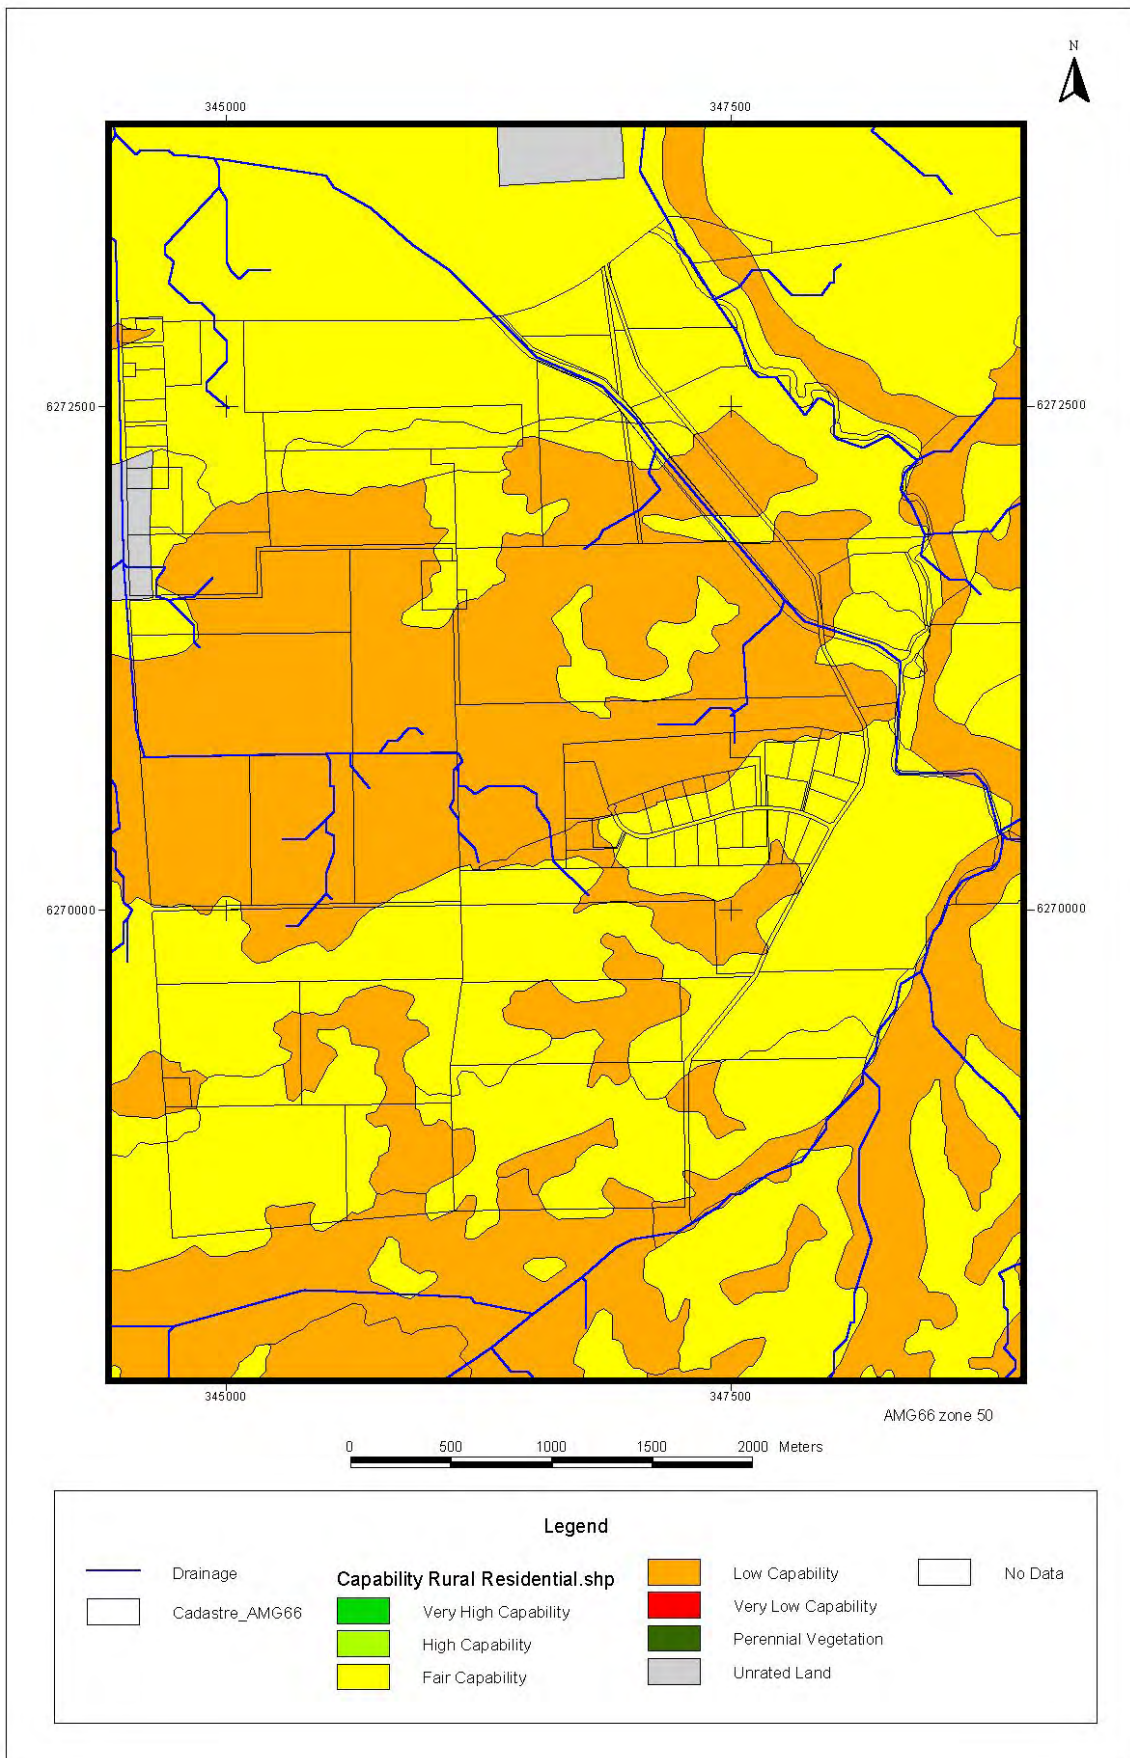 N
345000 347500
6272500 6272500
6270000 6270000
345000 347500
AMG66 zone 50
0 500 1000 1500 2000 Meters
Legend
Drainage
Cadastre_AMG66
Capability Rural Residential.shp
Very High Capability
High Capability
Fair Capability
Low Capability
Very Low Capability
Perennial Vegetation
Unrated Land
No Data